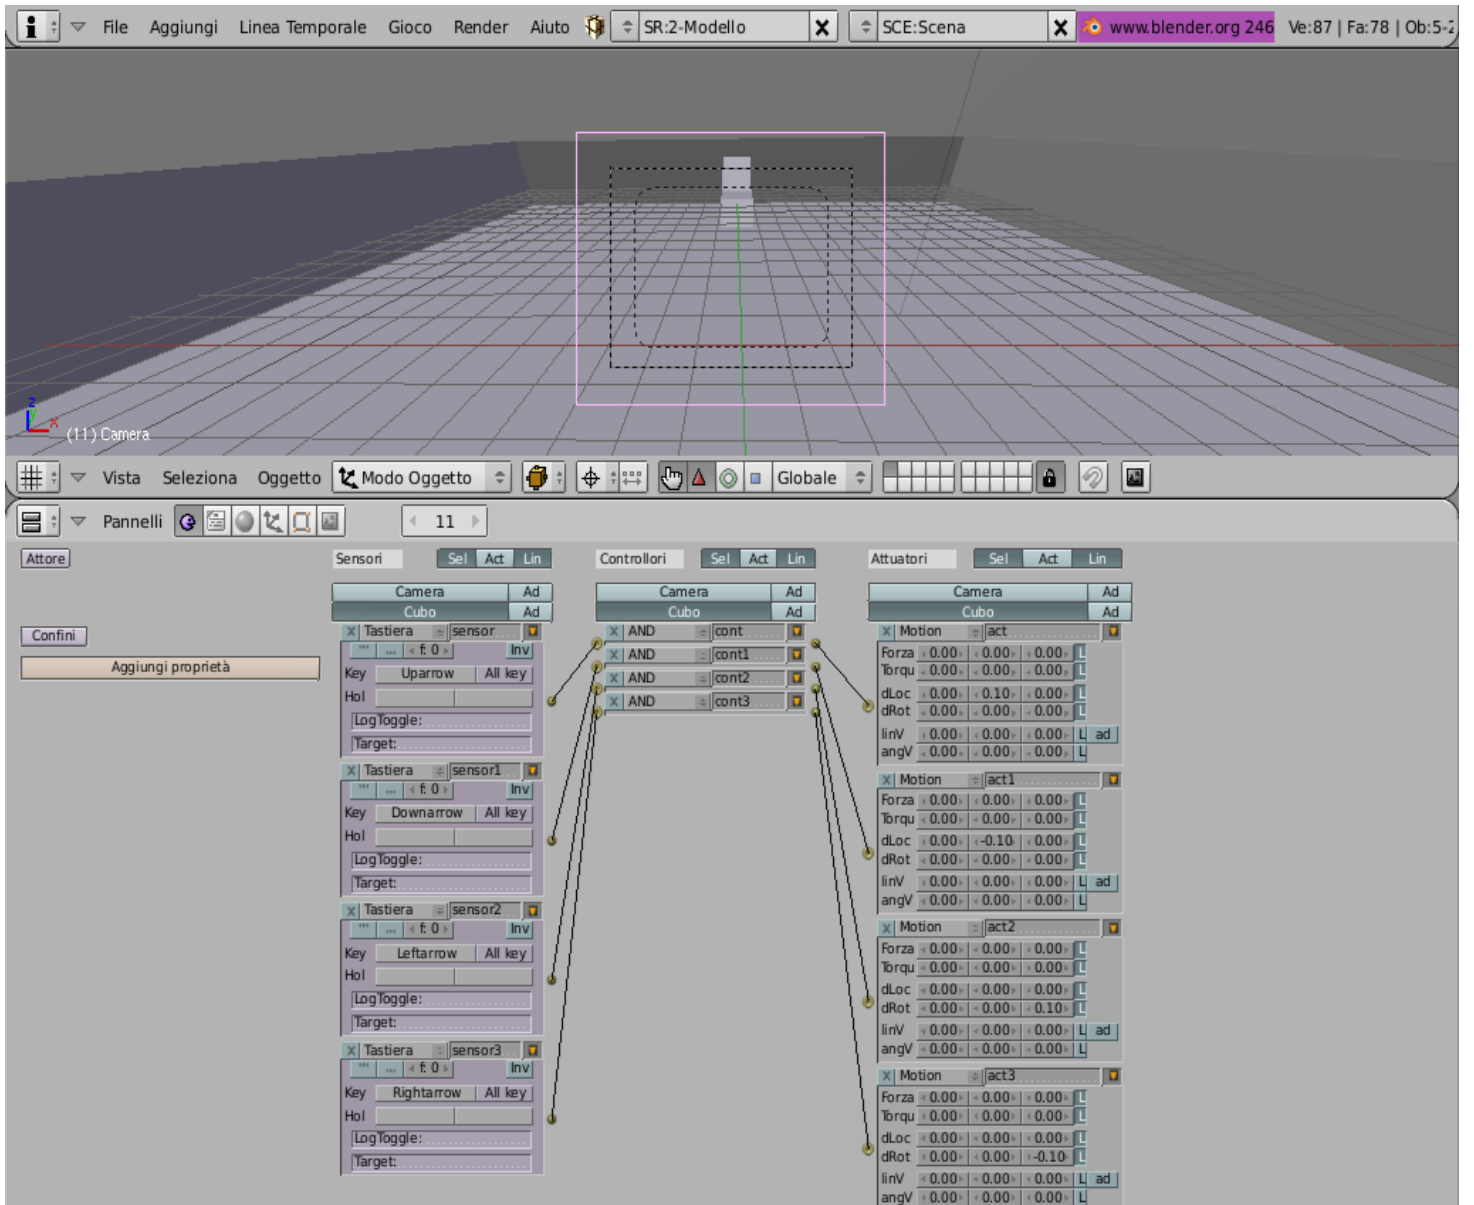 File Aggiungi Linea Temporale Gioco Render Aiuto SR:2-Modello X SCE:Scena X www.blender.org 246 Ve:87 | Fa:78 | Ob:5-2
z
y
x
(11) Camera
Vista Seleziona Oggetto Modo Oggetto Globale
Pannelli 11
Attore
Confini
Aggiungi proprietà
Sensori Sel Act Lin
Camera Ad
Cubo Ad
X Tastiera sensor
''' ... f: 0 Inv
Key Uparrow All key
Hol
LogToggle:
Target:
X Tastiera sensor1
''' ... f: 0 Inv
Key Downarrow All key
Hol
LogToggle:
Target:
X Tastiera sensor2
''' ... f: 0 Inv
Key Leftarrow All key
Hol
LogToggle:
Target:
X Tastiera sensor3
''' ... f: 0 Inv
Key Rightarrow All key
Hol
LogToggle:
Target:
Controllori Sel Act Lin
Camera Ad
Cubo Ad
X AND cont
X AND cont1
X AND cont2
X AND cont3
Attuatori Sel Act Lin
Camera Ad
Cubo Ad
X Motion act
Forza 0.00 0.00 0.00 L
Torqu 0.00 0.00 0.00 L
dLoc 0.00 0.10 0.00 L
dRot 0.00 0.00 0.00 L
linV 0.00 0.00 0.00 L ad
angV 0.00 0.00 0.00 L
X Motion act1
Forza 0.00 0.00 0.00 L
Torqu 0.00 0.00 0.00 L
dLoc 0.00 -0.10 0.00 L
dRot 0.00 0.00 0.00 L
linV 0.00 0.00 0.00 L ad
angV 0.00 0.00 0.00 L
X Motion act2
Forza 0.00 0.00 0.00 L
Torqu 0.00 0.00 0.00 L
dLoc 0.00 0.00 0.00 L
dRot 0.00 0.00 0.10 L
linV 0.00 0.00 0.00 L ad
angV 0.00 0.00 0.00 L
X Motion act3
Forza 0.00 0.00 0.00 L
Torqu 0.00 0.00 0.00 L
dLoc 0.00 0.00 0.00 L
dRot 0.00 0.00 -0.10 L
linV 0.00 0.00 0.00 L ad
angV 0.00 0.00 0.00 L